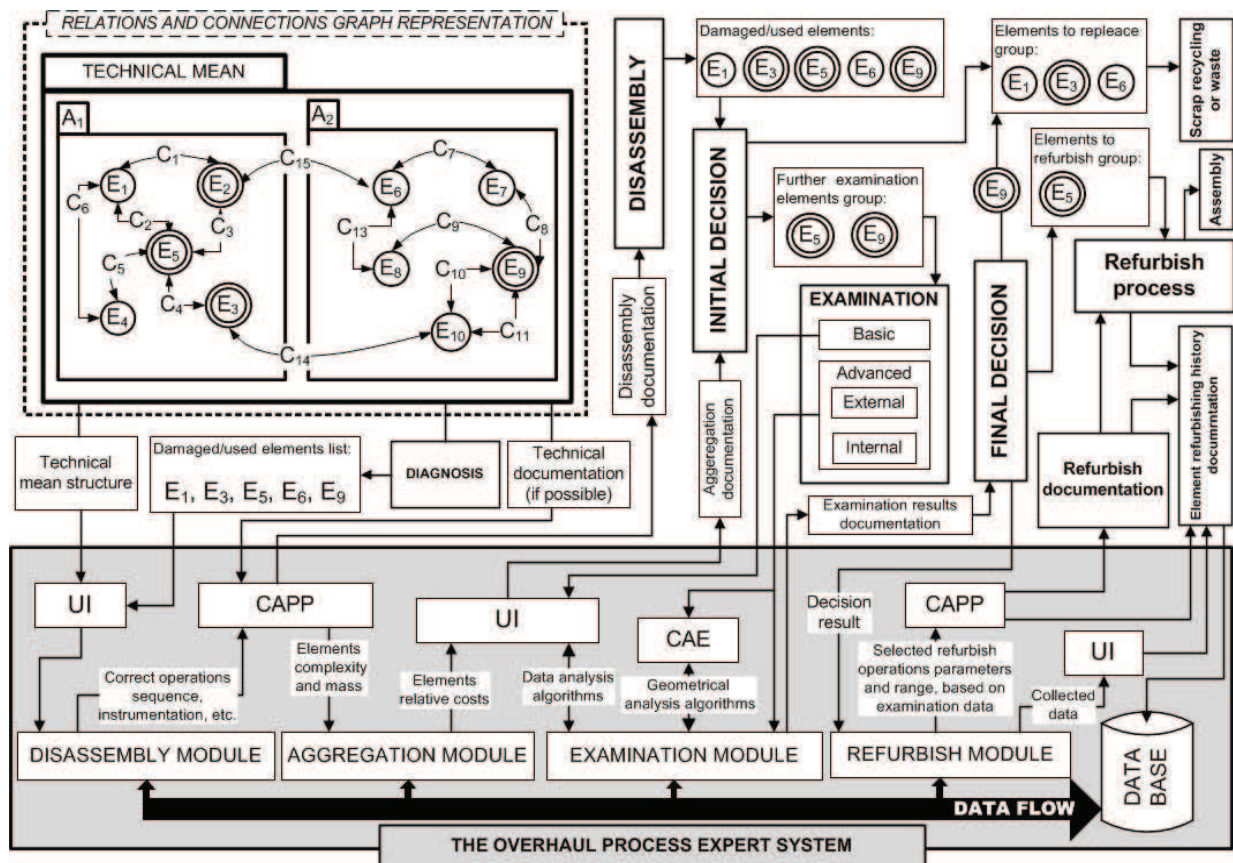 RELATIONS AND CONNECTIONS GRAPH REPRESENTATION
TECHNICAL MEAN
A1
A2
C1
C15
C7
E1
E2
E6
E7
C6
C2
C3
C13
C9
C8
E5
C5
E8
C10
E9
C4
E3
E4
E10
C11
C14
DISASSEMBLY
Damaged/used elements:
E1
E3
E5
E6
E9
Elements to repleace
group:
E1
E3
E6
Scrap recycling
or waste
INITIAL DECISION
Further examination
elements group:
E5
E9
E9
Elements to
refurbish group:
E5
Assembly
Refurbish
process
EXAMINATION
Basic
Advanced
External
Internal
FINAL DECISION
Disassembly
documentation
Aggeregation
documentation
Refurbish
documentation
Element refurbishing history
documrntation
Examination results
documentation
Technical
mean structure
Damaged/used elements list:
E1, E3, E5, E6, E9
DIAGNOSIS
Technical
documentation
(if possible)
UI
CAPP
UI
CAE
Decision
result
CAPP
UI
Correct operations
sequence,
instrumentation, etc.
Elements
complexity
and mass
Elements
relative costs
Data analysis
algorithms
Geometrical
analysis algorithms
Selected refurbish
operations parameters
and range, based on
examination data
Collected
data
DISASSEMBLY MODULE
AGGREGATION MODULE
EXAMINATION MODULE
REFURBISH MODULE
DATA
BASE
DATA FLOW
THE OVERHAUL PROCESS EXPERT SYSTEM